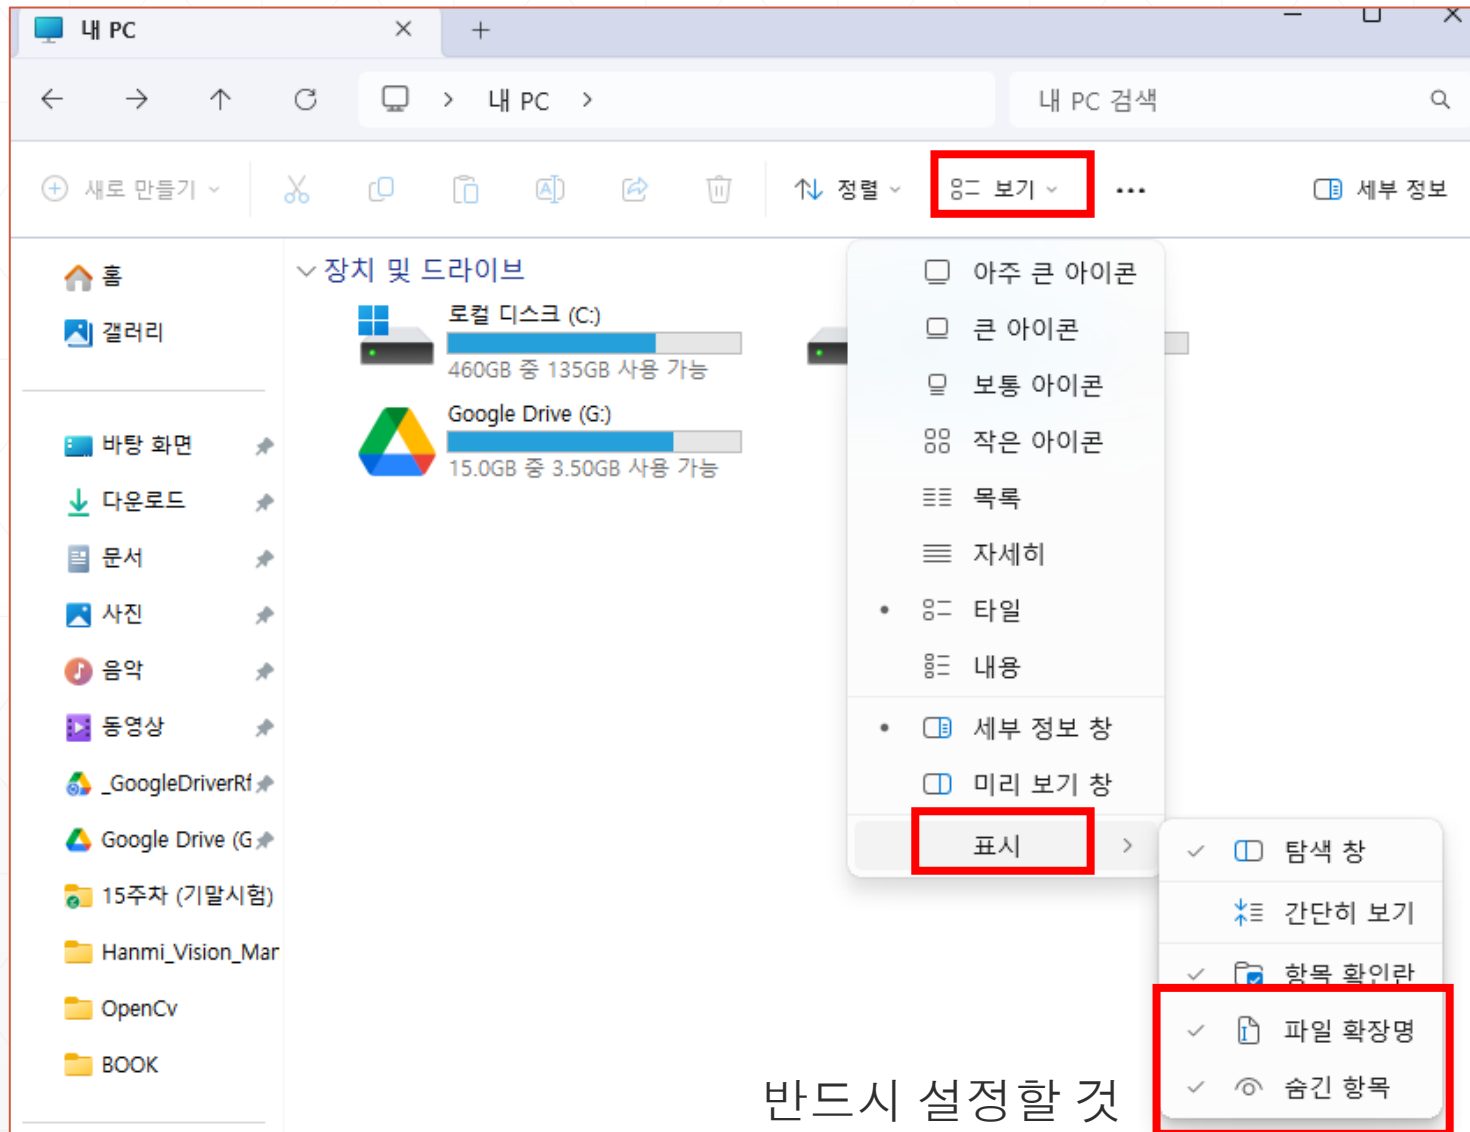 내 PC
내 PC
내 PC 검색
새로 만들기
정렬
보기
세부 정보
홈
갤러리
바탕 화면
다운로드
문서
사진
음악
동영상
_GoogleDriverRf
Google Drive (G
15주차 (기말시험)
Hanmi_Vision_Mar
OpenCv
BOOK
장치 및 드라이브
로컬 디스크 (C:)
460GB 중 135GB 사용 가능
Google Drive (G:)
15.0GB 중 3.50GB 사용 가능
아주 큰 아이콘
큰 아이콘
보통 아이콘
작은 아이콘
목록
자세히
타일
내용
세부 정보 창
미리 보기 창
표시
탐색 창
간단히 보기
항목 확인란
파일 확장명
숨긴 항목
반드시 설정할 것